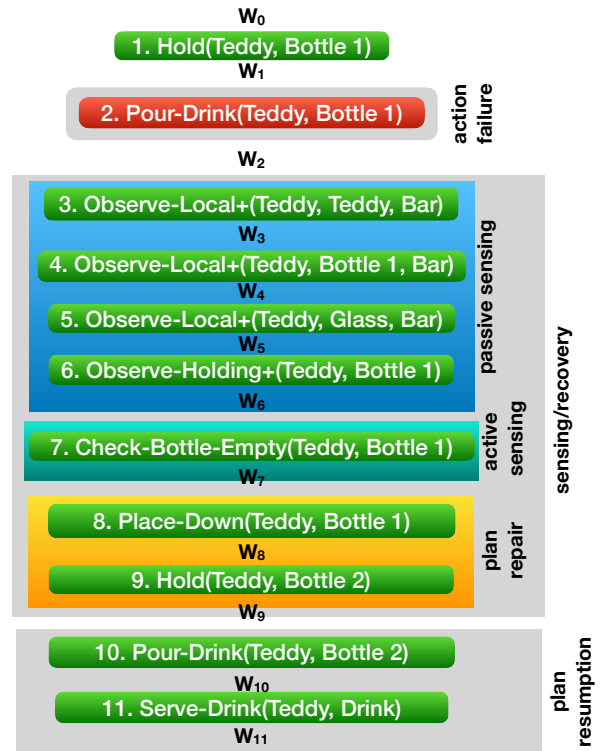 W₀
1. Hold(Teddy, Bottle 1)
W₁
2. Pour-Drink(Teddy, Bottle 1)
action
failure
W₂
3. Observe-Local+(Teddy, Teddy, Bar)
W₃
4. Observe-Local+(Teddy, Bottle 1, Bar)
W₄
5. Observe-Local+(Teddy, Glass, Bar)
W₅
6. Observe-Holding+(Teddy, Bottle 1)
W₆
passive sensing
7. Check-Bottle-Empty(Teddy, Bottle 1)
W₇
active
sensing
8. Place-Down(Teddy, Bottle 1)
W₈
9. Hold(Teddy, Bottle 2)
W₉
plan
repair
sensing/recovery
10. Pour-Drink(Teddy, Bottle 2)
W₁₀
11. Serve-Drink(Teddy, Drink)
W₁₁
plan
resumption